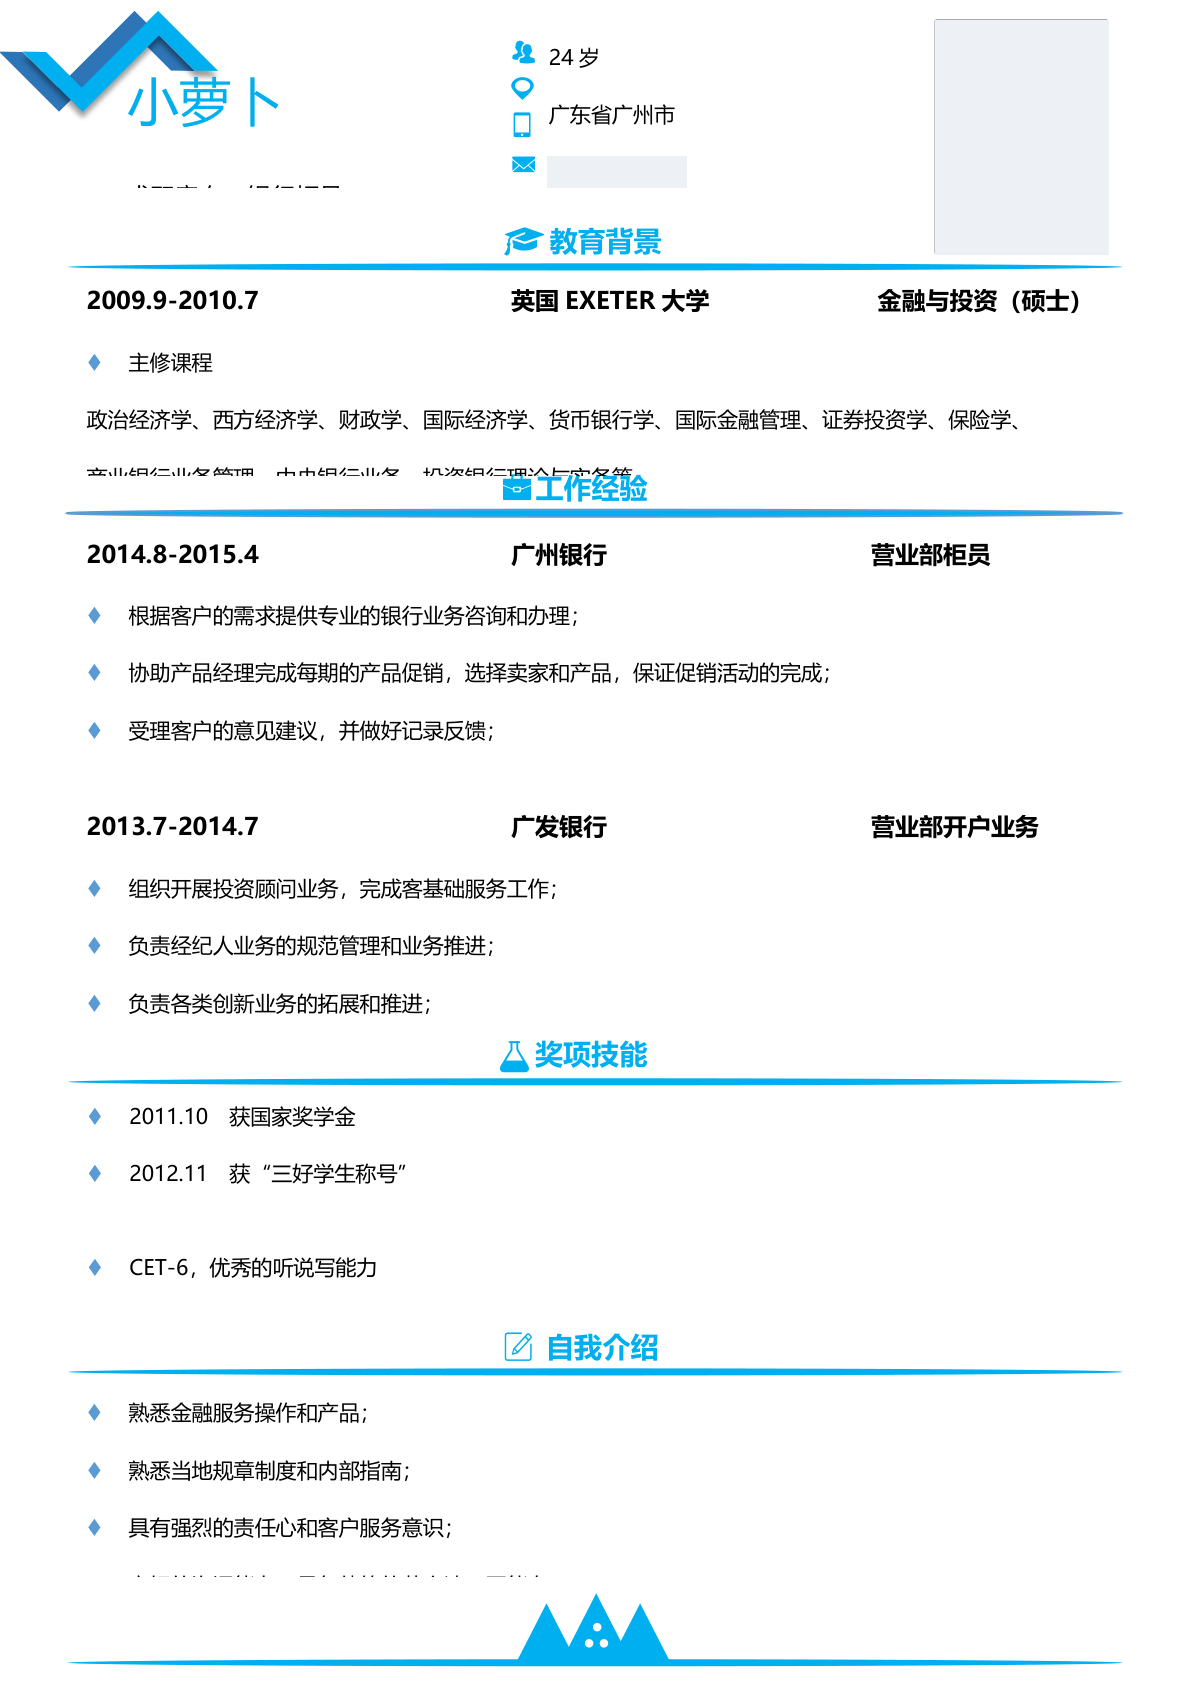 小萝卜
24 岁
广东省广州市
教育背景
2009.9-2010.7 英国 EXETER 大学 金融与投资（硕士）
主修课程
政治经济学、西方经济学、财政学、国际经济学、货币银行学、国际金融管理、证券投资学、保险学、
工作经验
2014.8-2015.4 广州银行 营业部柜员
根据客户的需求提供专业的银行业务咨询和办理；
协助产品经理完成每期的产品促销，选择卖家和产品，保证促销活动的完成；
受理客户的意见建议，并做好记录反馈；
2013.7-2014.7 广发银行 营业部开户业务
组织开展投资顾问业务，完成客基础服务工作；
负责经纪人业务的规范管理和业务推进；
负责各类创新业务的拓展和推进；
奖项技能
2011.10 获国家奖学金
2012.11 获“三好学生称号”
CET-6，优秀的听说写能力
自我介绍
熟悉金融服务操作和产品；
熟悉当地规章制度和内部指南；
具有强烈的责任心和客户服务意识；